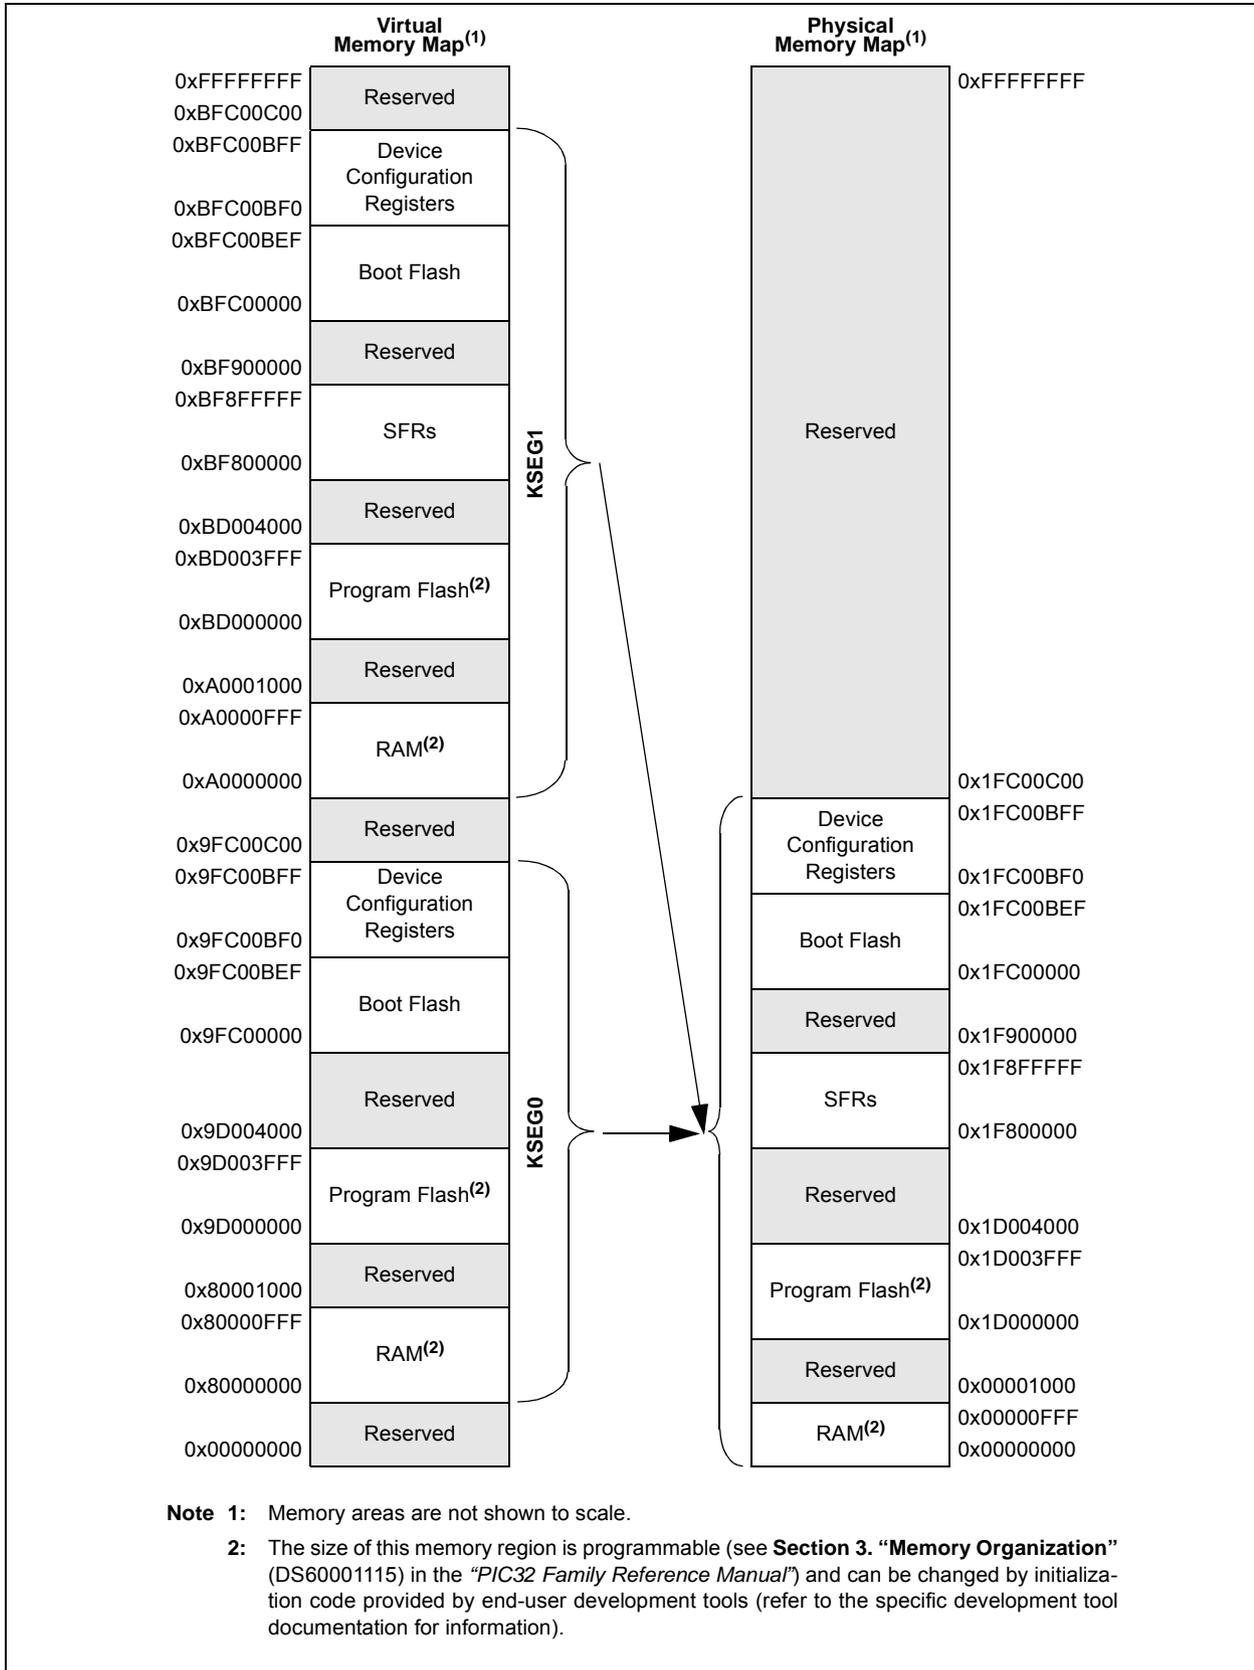 Virtual
Memory Map(1)
Physical
Memory Map(1)
0xFFFFFFFF
Reserved
0xBFC00C00
0xBFC00BFF
Device
Configuration
Registers
0xBFC00BF0
0xBFC00BEF
Boot Flash
0xBFC00000
Reserved
0xBF900000
0xBF8FFFFF
SFRs
0xBF800000
Reserved
0xBD004000
0xBD003FFF
Program Flash(2)
0xBD000000
Reserved
0xA0001000
0xA0000FFF
RAM(2)
0xA0000000
KSEG1
Reserved
0x9FC00C00
0x9FC00BFF
Device
Configuration
Registers
0x9FC00BF0
0x9FC00BEF
Boot Flash
0x9FC00000
Reserved
0x9D004000
0x9D003FFF
Program Flash(2)
0x9D000000
Reserved
0x80001000
0x80000FFF
RAM(2)
0x80000000
KSEG0
Reserved
0x00000000
0xFFFFFFFF
Reserved
0x1FC00C00
0x1FC00BFF
Device
Configuration
Registers
0x1FC00BF0
0x1FC00BEF
Boot Flash
0x1FC00000
Reserved
0x1F900000
0x1F8FFFFF
SFRs
0x1F800000
Reserved
0x1D004000
0x1D003FFF
Program Flash(2)
0x1D000000
Reserved
0x00001000
0x00000FFF
RAM(2)
0x00000000
Note 1: Memory areas are not shown to scale.
2: The size of this memory region is programmable (see Section 3. “Memory Organization”
(DS60001115) in the “PIC32 Family Reference Manual”) and can be changed by initializa-
tion code provided by end-user development tools (refer to the specific development tool
documentation for information).